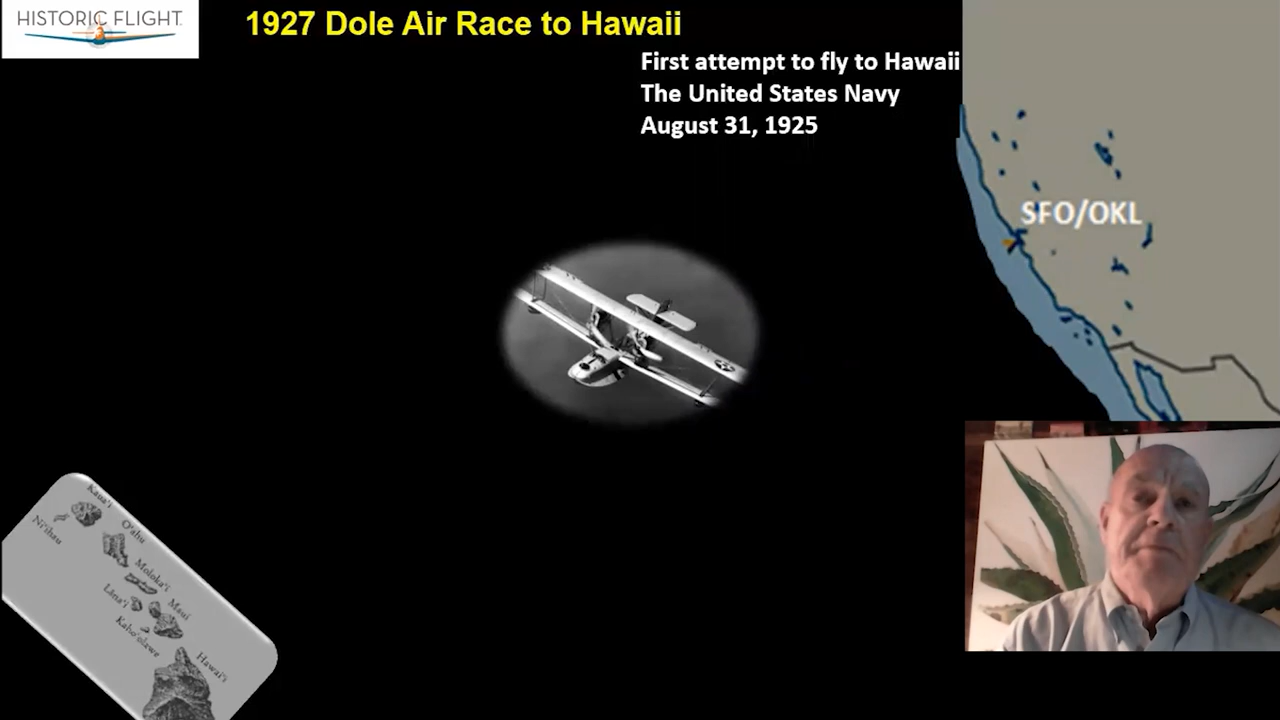 HISTORIC FLIGHT
1927 Dole Air Race to Hawaii
First attempt to fly to Hawaii
The United States Navy
August 31, 1925
SFO/OKL
Kaua'i
Ni'ihau
O'ahu
Moloka'i
Lāna'i
Maui
Kaho'olawe
Hawai'i